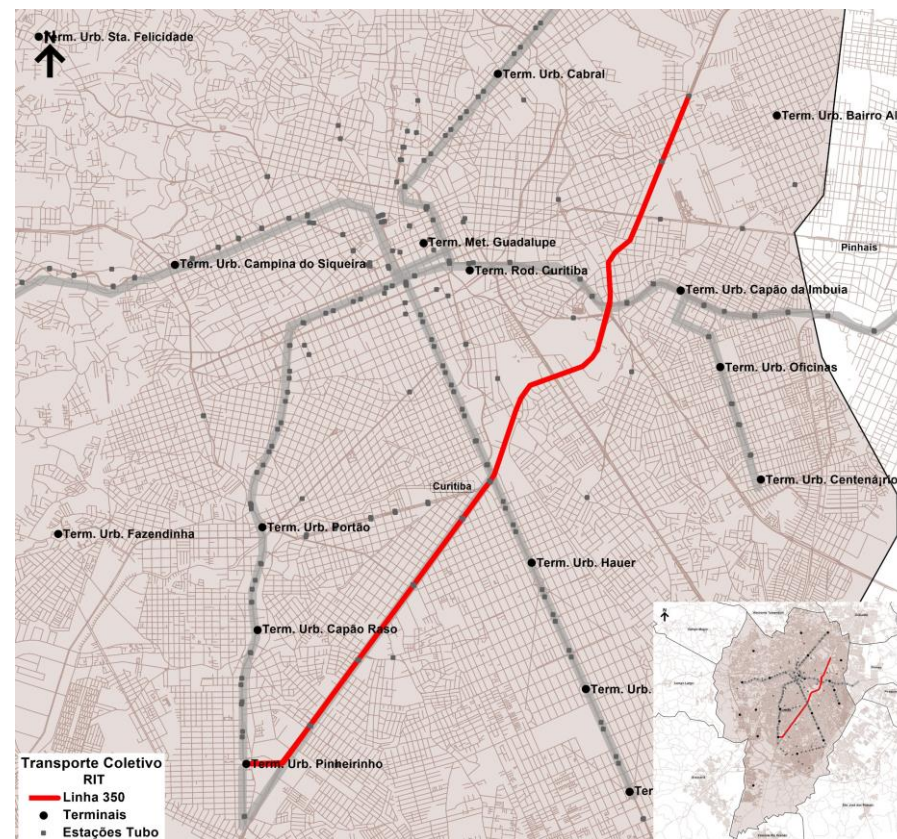 Term. Urb. Sta. Felicidade
N
Term. Urb. Cabral
Term. Urb. Bairro Al
Term. Met. Guadalupe
Pinhais
Term. Urb. Campina do Siqueira
Term. Rod. Curitiba
Term. Urb. Capão da Imbuia
Term. Urb. Oficinas
Curitiba
Term. Urb. Centená¡rio
Term. Urb. Portão
Term. Urb. Fazendinha
Term. Urb. Hauer
Term. Urb. Capão Raso
Term. Urb.
Term. Urb. Pinheirinho
Ter
Transporte Coletivo
RIT
Linha 350
Terminais
Estações Tubo